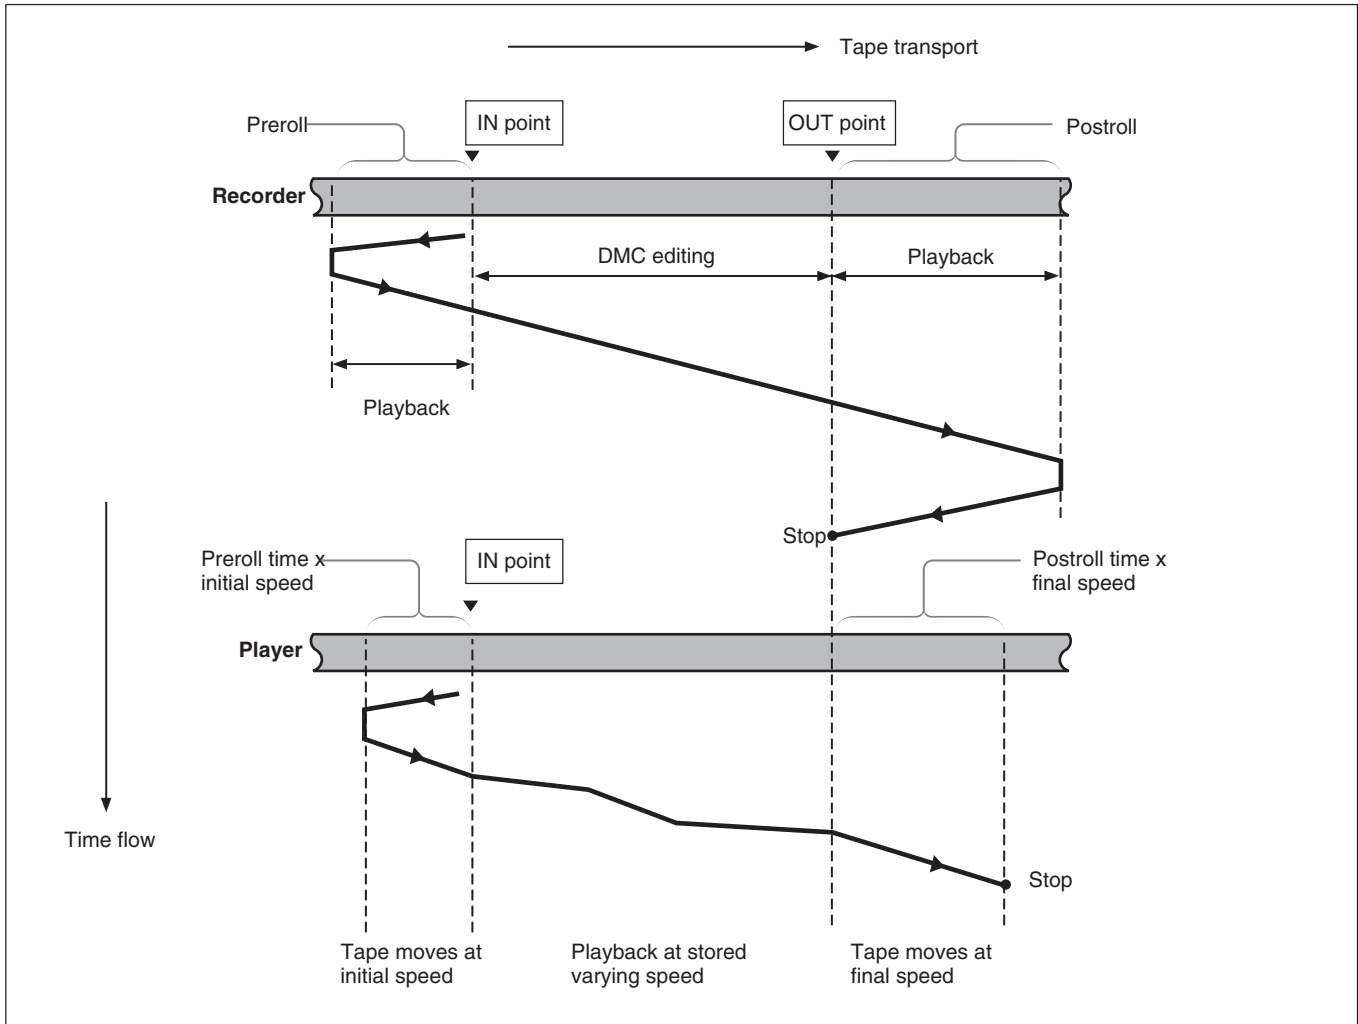 Tape transport
Preroll
IN point
OUT point
Postroll
Recorder
DMC editing
Playback
Playback
Stop
Preroll time x
initial speed
IN point
Postroll time x
final speed
Player
Time flow
Stop
Tape moves at
initial speed
Playback at stored
varying speed
Tape moves at
final speed